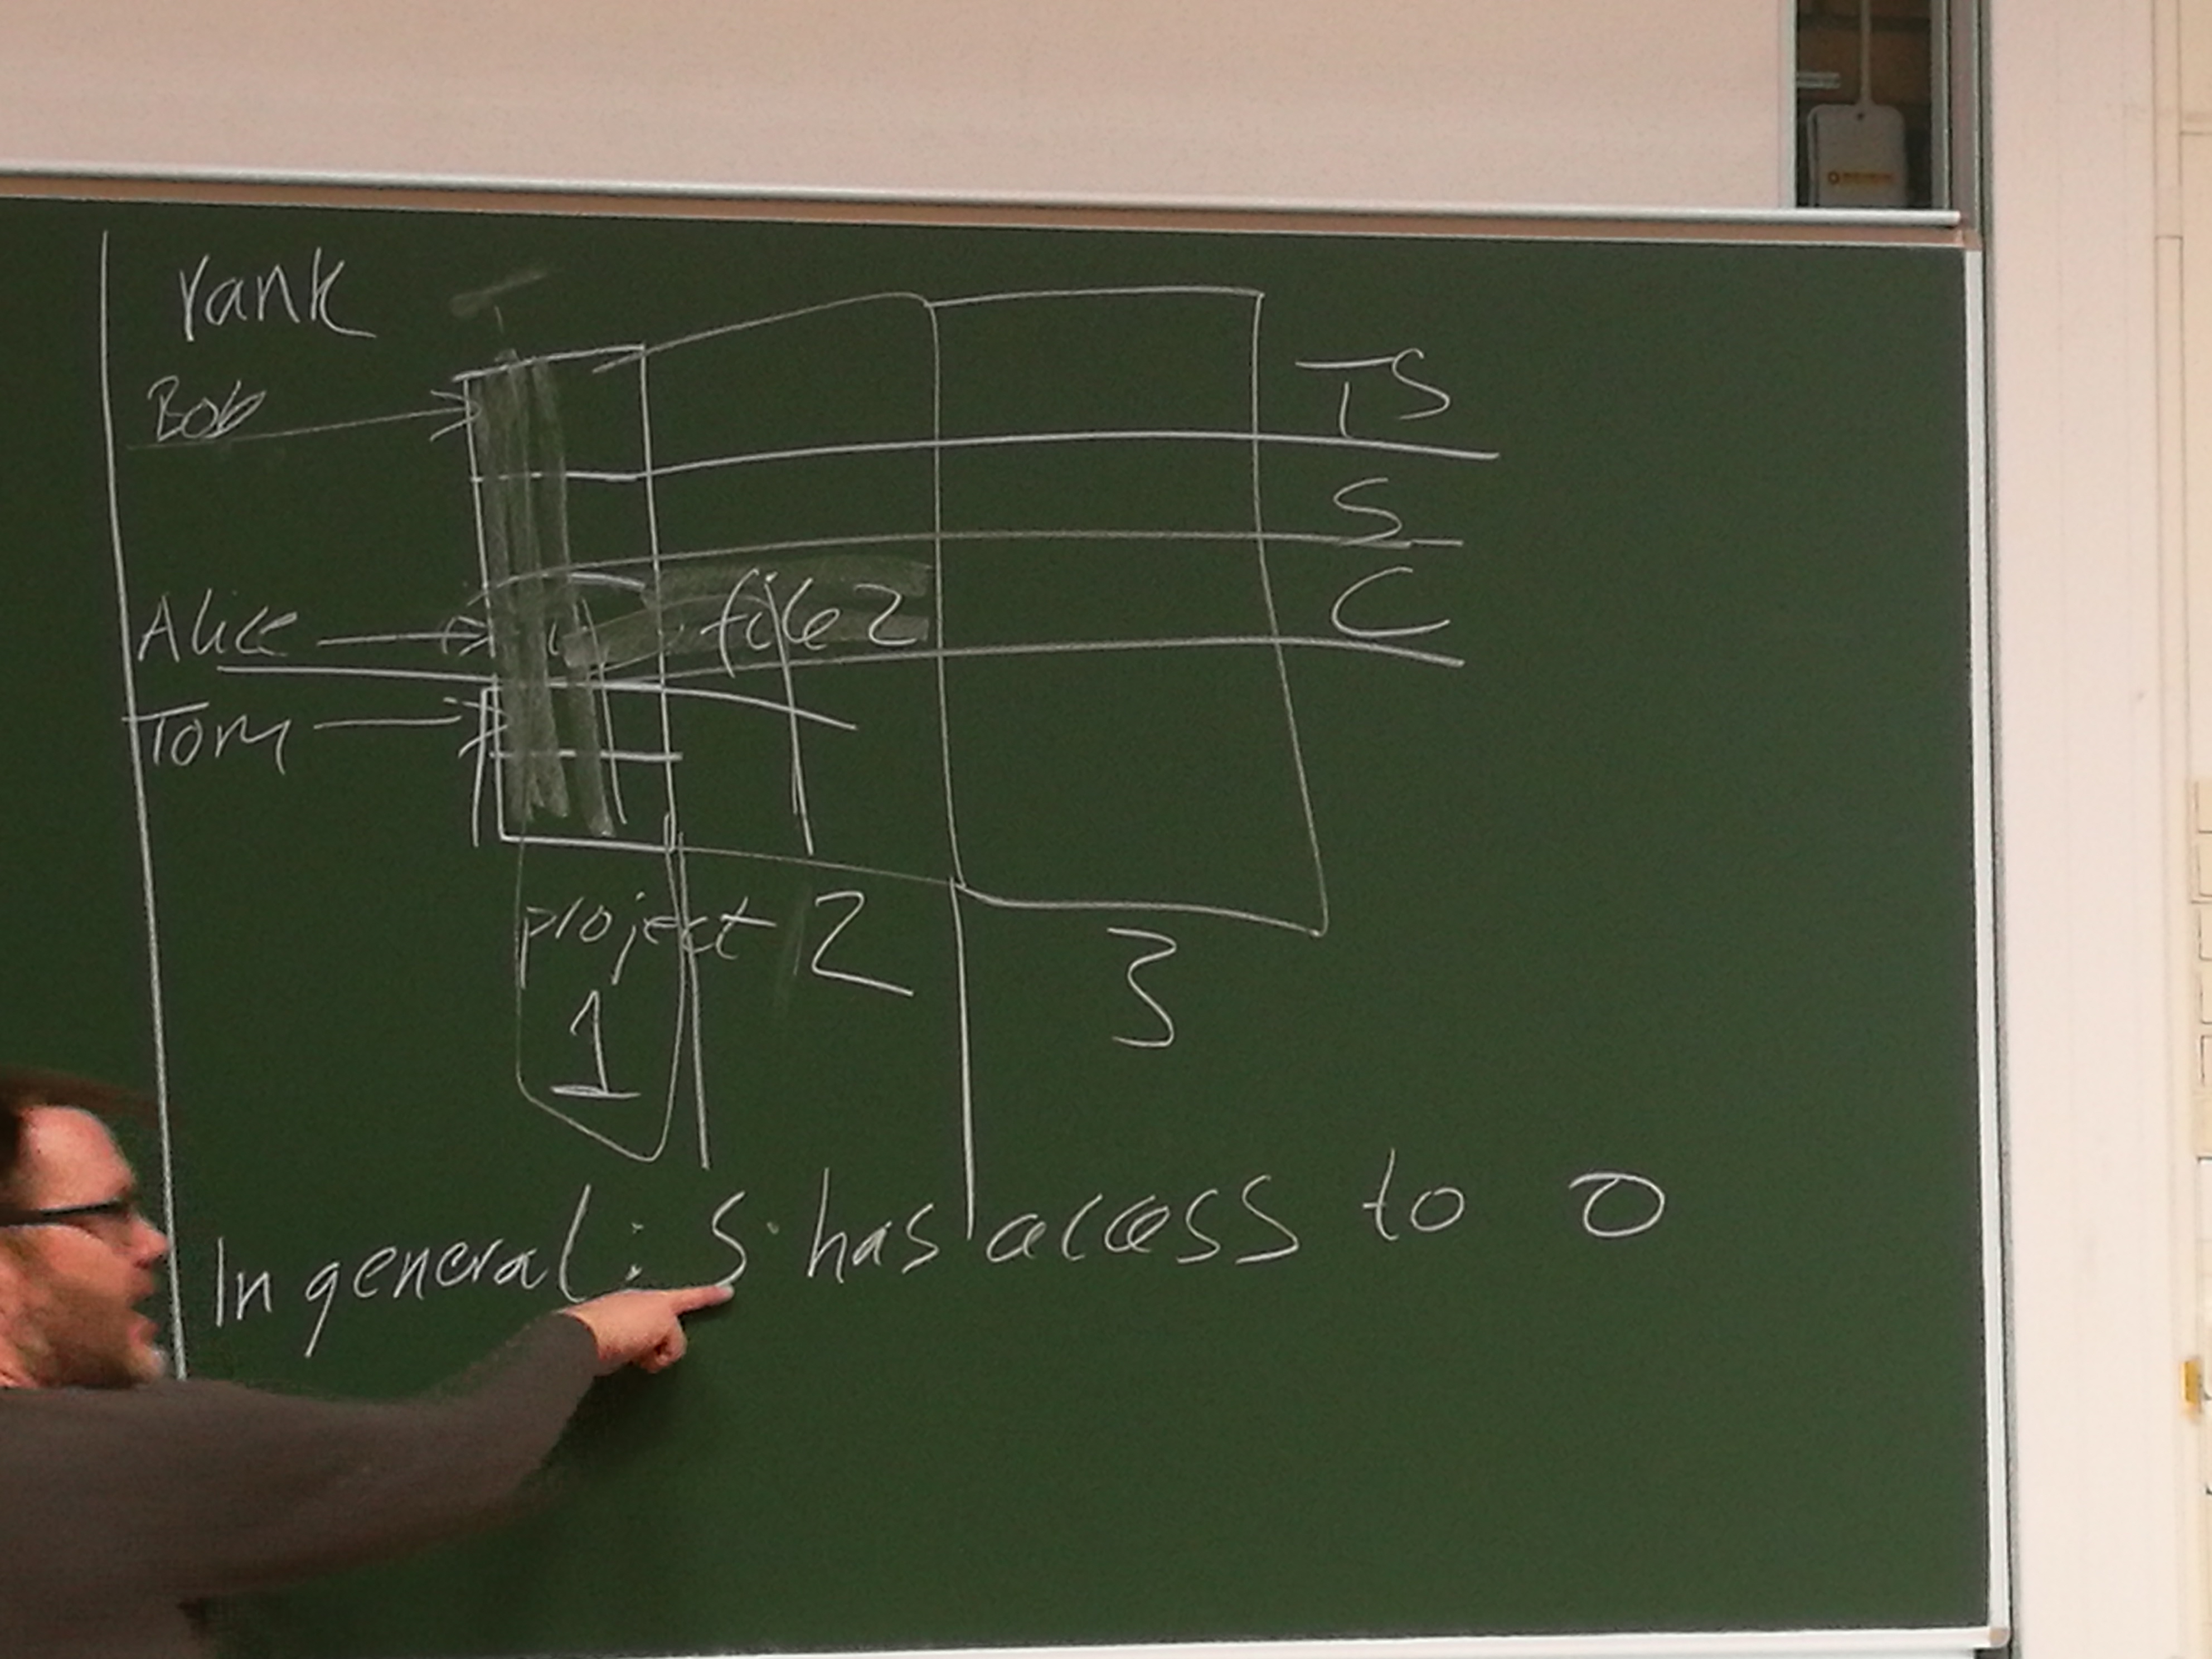 rank
Bob
TS
S
C
Alice
file 2
Tom
project 2
1
3
In general: S has access to O